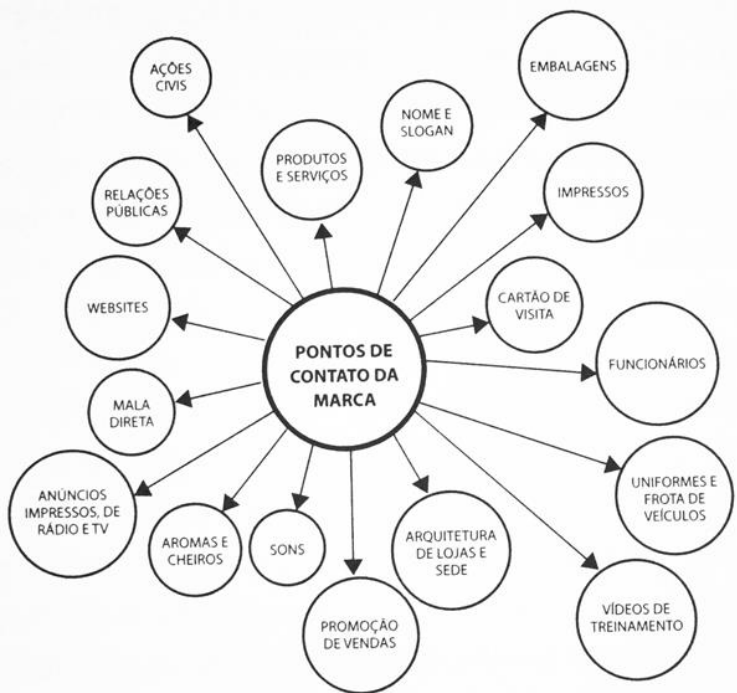 AÇÕES
CIVIS
EMBALAGENS
NOME E
SLOGAN
PRODUTOS
E SERVIÇOS
RELAÇÕES
PÚBLICAS
IMPRESSOS
WEBSITES
CARTÃO DE
VISITA
PONTOS DE
CONTATO DA
MARCA
FUNCIONÁRIOS
MALA
DIRETA
ANÚNCIOS
IMPRESSOS, DE
RÁDIO E TV
UNIFORMES E
FROTA DE
VEÍCULOS
AROMAS E
CHEIROS
SONS
ARQUITETURA
DE LOJAS E
SEDE
PROMOÇÃO
DE VENDAS
VÍDEOS DE
TREINAMENTO